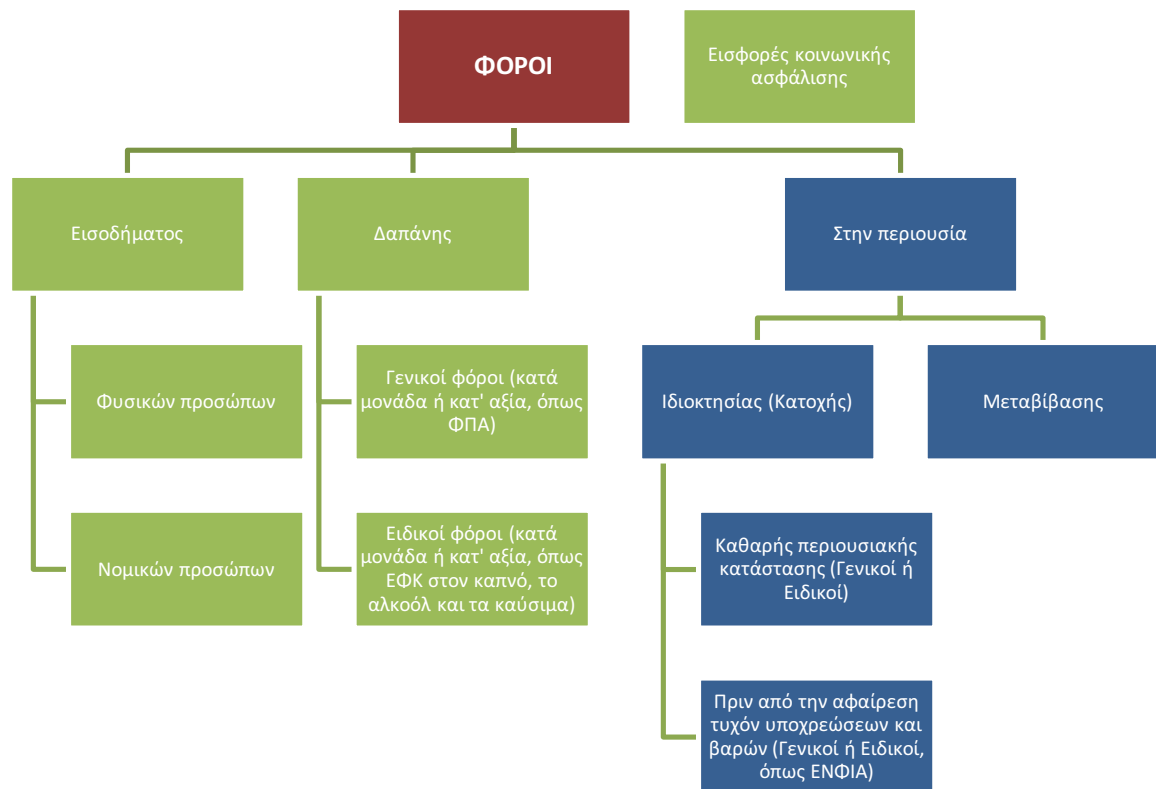 ΦΟΡΟΙ
Εισφορές κοινωνικής
ασφάλισης
Εισοδήματος
Δαπάνης
Στην περιουσία
Φυσικών προσώπων
Γενικοί φόροι (κατά
μονάδα ή κατ' αξία, όπως
ΦΠΑ)
Ιδιοκτησίας (Κατοχής)
Μεταβίβασης
Νομικών προσώπων
Ειδικοί φόροι (κατά
μονάδα ή κατ' αξία, όπως
ΕΦΚ στον καπνό, το
αλκοόλ και τα καύσιμα)
Καθαρής περιουσιακής
κατάστασης (Γενικοί ή
Ειδικοί)
Πριν από την αφαίρεση
τυχόν υποχρεώσεων και
βαρών (Γενικοί ή Ειδικοί,
όπως ΕΝΦΙΑ)